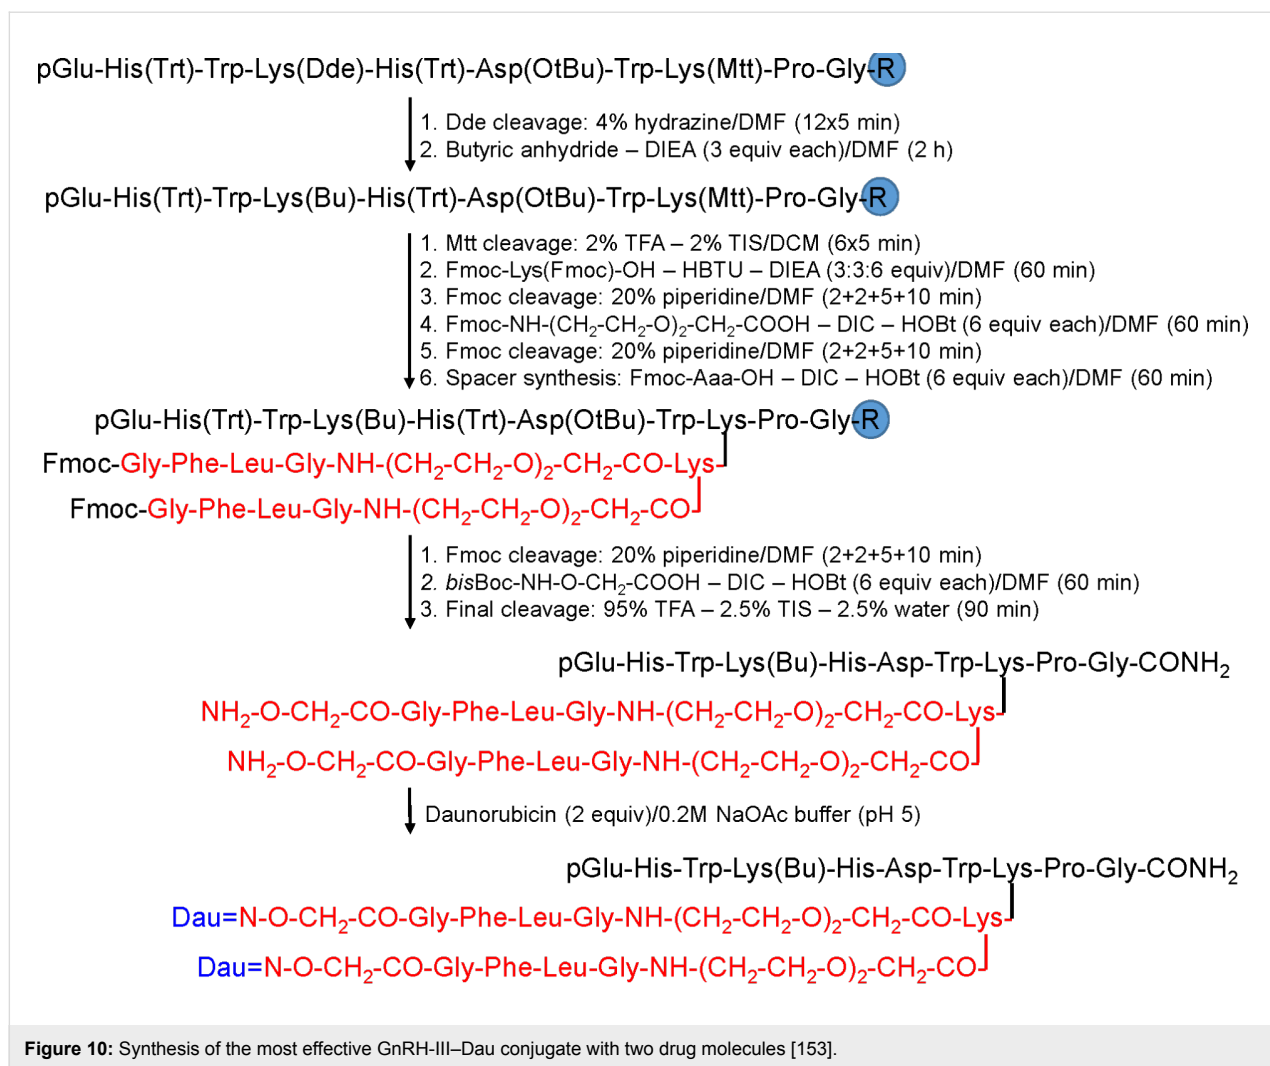 pGlu-His(Trt)-Trp-Lys(Dde)-His(Trt)-Asp(OtBu)-Trp-Lys(Mtt)-Pro-Gly-R
1. Dde cleavage: 4% hydrazine/DMF (12x5 min)
2. Butyric anhydride – DIEA (3 equiv each)/DMF (2 h)
pGlu-His(Trt)-Trp-Lys(Bu)-His(Trt)-Asp(OtBu)-Trp-Lys(Mtt)-Pro-Gly-R
1. Mtt cleavage: 2% TFA – 2% TIS/DCM (6x5 min)
2. Fmoc-Lys(Fmoc)-OH – HBTU – DIEA (3:3:6 equiv)/DMF (60 min)
3. Fmoc cleavage: 20% piperidine/DMF (2+2+5+10 min)
4. Fmoc-NH-(CH₂-CH₂-O)₂-CH₂-COOH – DIC – HOBt (6 equiv each)/DMF (60 min)
5. Fmoc cleavage: 20% piperidine/DMF (2+2+5+10 min)
6. Spacer synthesis: Fmoc-Aaa-OH – DIC – HOBt (6 equiv each)/DMF (60 min)
pGlu-His(Trt)-Trp-Lys(Bu)-His(Trt)-Asp(OtBu)-Trp-Lys-Pro-Gly-R
Fmoc-Gly-Phe-Leu-Gly-NH-(CH₂-CH₂-O)₂-CH₂-CO-Lys-
Fmoc-Gly-Phe-Leu-Gly-NH-(CH₂-CH₂-O)₂-CH₂-CO
1. Fmoc cleavage: 20% piperidine/DMF (2+2+5+10 min)
2. bisBoc-NH-O-CH₂-COOH – DIC – HOBt (6 equiv each)/DMF (60 min)
3. Final cleavage: 95% TFA – 2.5% TIS – 2.5% water (90 min)
pGlu-His-Trp-Lys(Bu)-His-Asp-Trp-Lys-Pro-Gly-CONH₂
NH₂-O-CH₂-CO-Gly-Phe-Leu-Gly-NH-(CH₂-CH₂-O)₂-CH₂-CO-Lys-
NH₂-O-CH₂-CO-Gly-Phe-Leu-Gly-NH-(CH₂-CH₂-O)₂-CH₂-CO
Daunorubicin (2 equiv)/0.2M NaOAc buffer (pH 5)
pGlu-His-Trp-Lys(Bu)-His-Asp-Trp-Lys-Pro-Gly-CONH₂
Dau=N-O-CH₂-CO-Gly-Phe-Leu-Gly-NH-(CH₂-CH₂-O)₂-CH₂-CO-Lys-
Dau=N-O-CH₂-CO-Gly-Phe-Leu-Gly-NH-(CH₂-CH₂-O)₂-CH₂-CO
Figure 10: Synthesis of the most effective GnRH-III–Dau conjugate with two drug molecules [153].